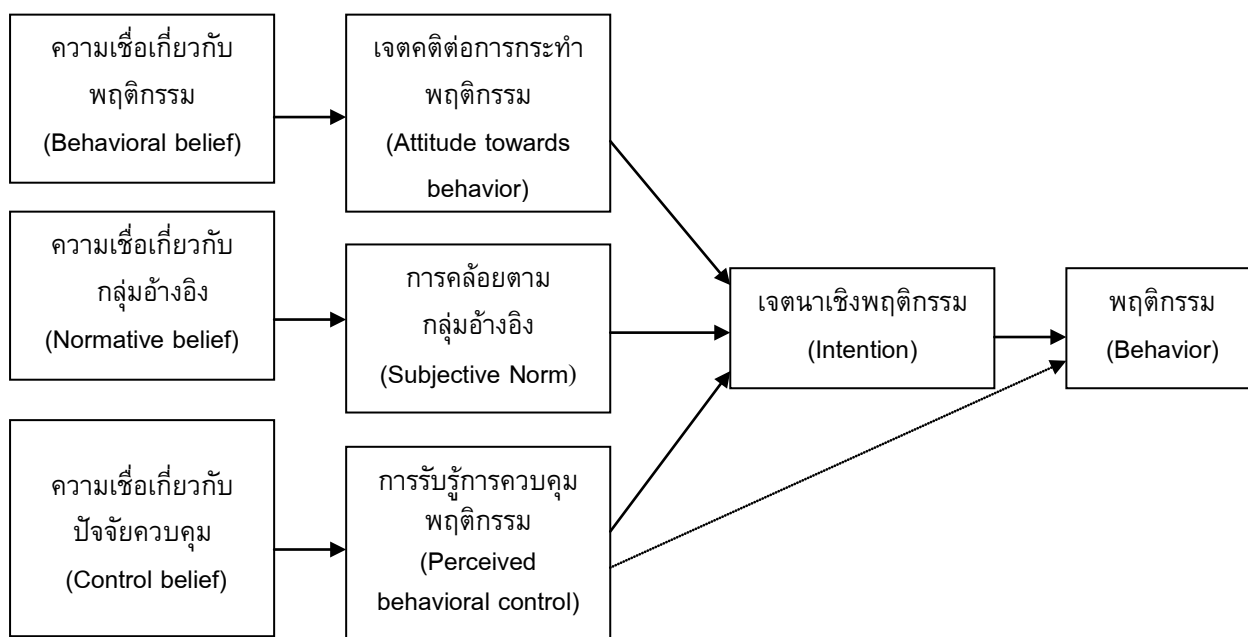 ความเชื่อเกี่ยวกับ
พฤติกรรม
(Behavioral belief)
เจตคติต่อการกระทำ
พฤติกรรม
(Attitude towards
behavior)
ความเชื่อเกี่ยวกับ
กลุ่มอ้างอิง
(Normative belief)
การคล้อยตาม
กลุ่มอ้างอิง
(Subjective Norm)
เจตนาเชิงพฤติกรรม
(Intention)
พฤติกรรม
(Behavior)
ความเชื่อเกี่ยวกับ
ปัจจัยควบคุม
(Control belief)
การรับรู้การควบคุม
พฤติกรรม
(Perceived
behavioral control)